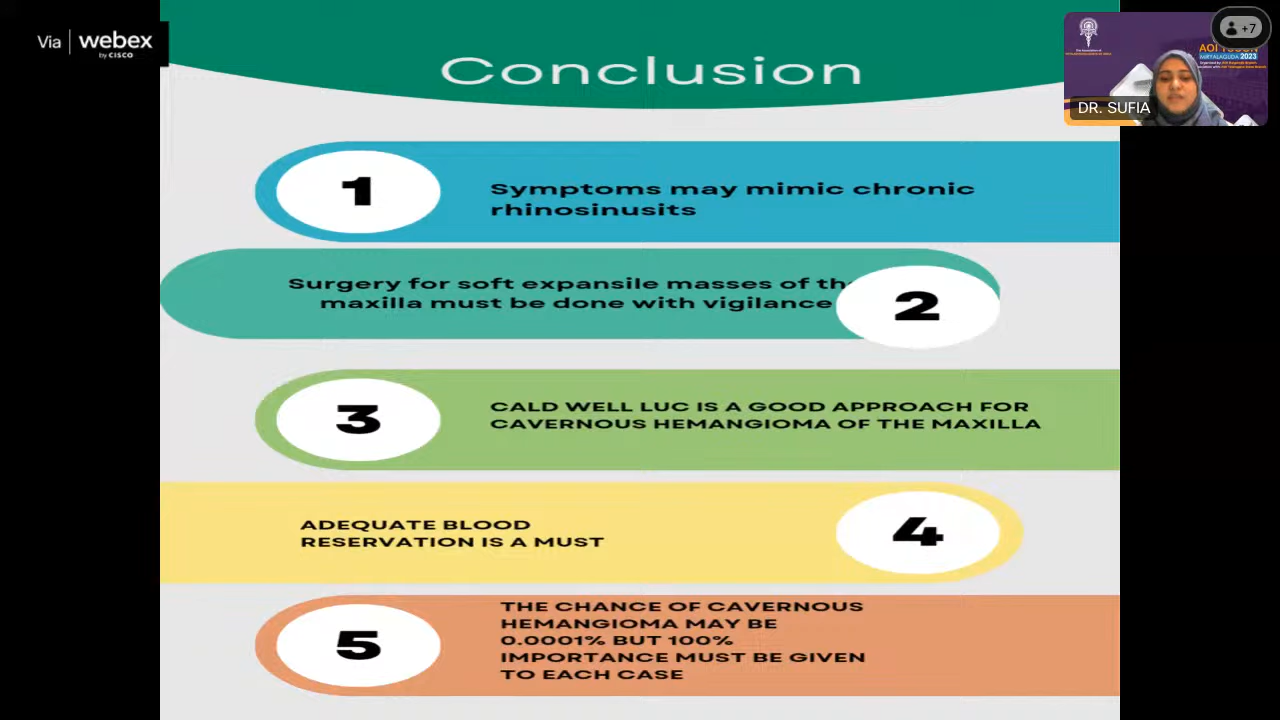 Via webex
by CISCO
+7
AOI
MIRYALAGUDA 2023
DR. SUFIA
Conclusion
1
Symptoms may mimic chronic
rhinosinusits
Surgery for soft expansile masses of th
maxilla must be done with vigilance
2
3
CALD WELL LUC IS A GOOD APPROACH FOR
CAVERNOUS HEMANGIOMA OF THE MAXILLA
ADEQUATE BLOOD
RESERVATION IS A MUST
4
5
THE CHANCE OF CAVERNOUS
HEMANGIOMA MAY BE
0.0001% BUT 100%
IMPORTANCE MUST BE GIVEN
TO EACH CASE